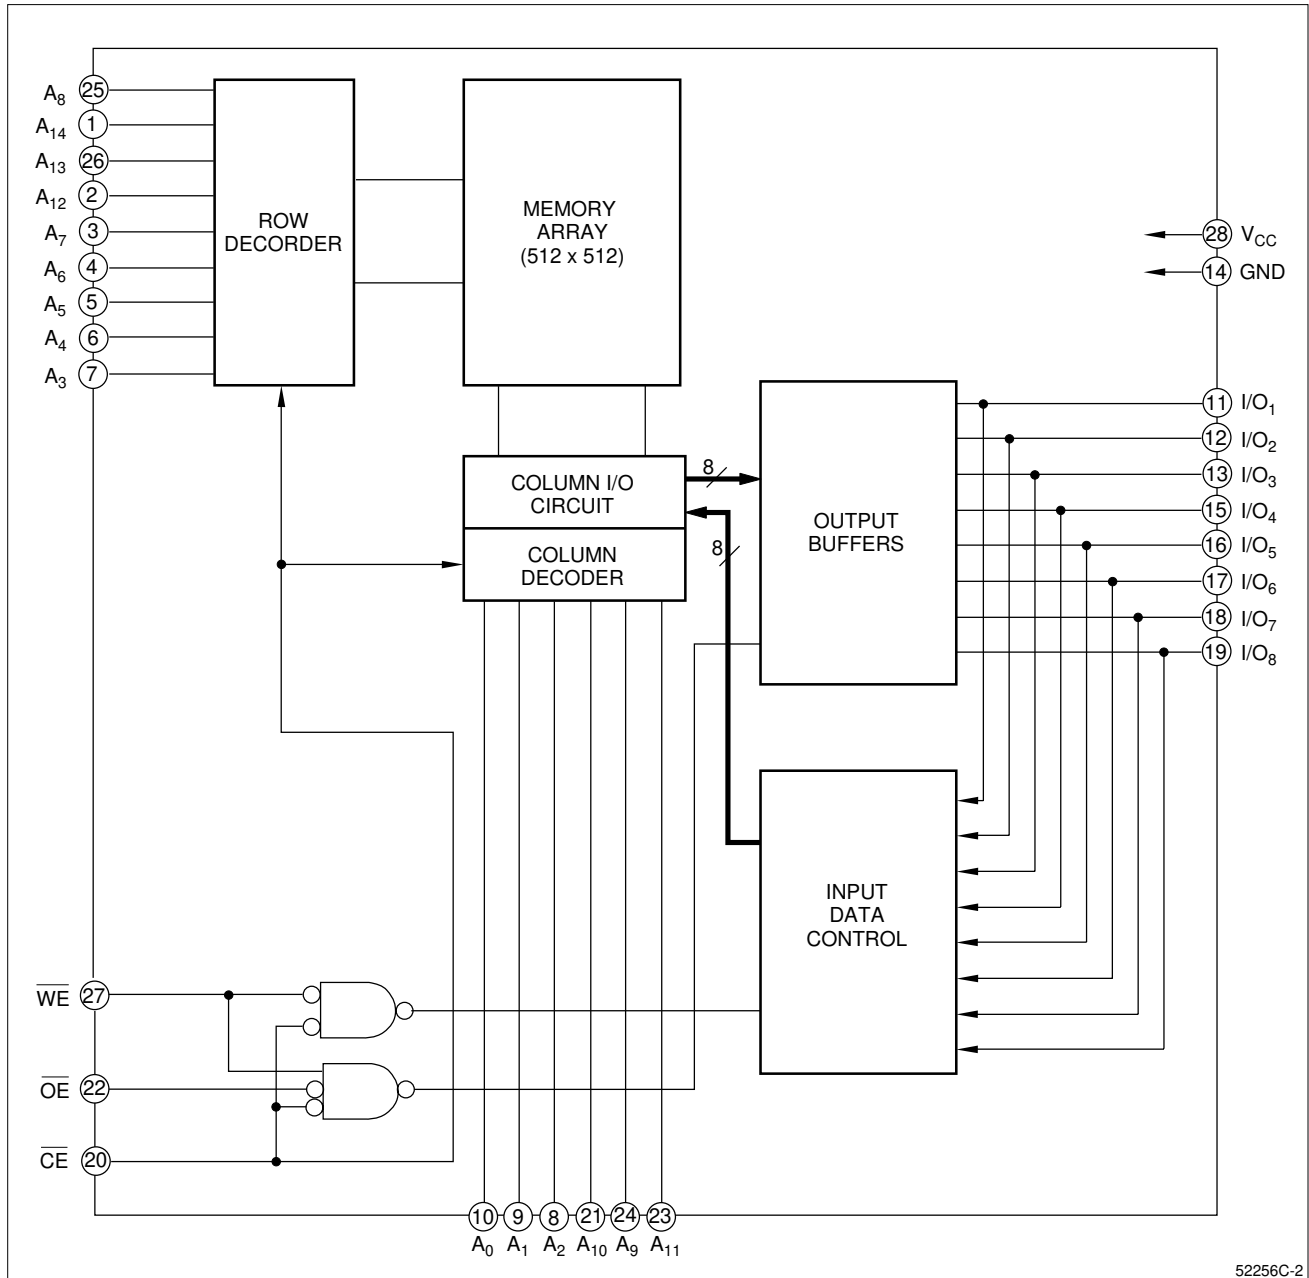 A8 25
A14 1
A13 26
A12 2
A7 3
A6 4
A5 5
A4 6
A3 7
ROW
DECORDER
MEMORY
ARRAY
(512 x 512)
28 VCC
14 GND
COLUMN I/O
CIRCUIT
COLUMN
DECODER
8
8
OUTPUT
BUFFERS
11 I/O1
12 I/O2
13 I/O3
15 I/O4
16 I/O5
17 I/O6
18 I/O7
19 I/O8
INPUT
DATA
CONTROL
WE 27
OE 22
CE 20
10 9 8 21 24 23
A0 A1 A2 A10 A9 A11
52256C-2